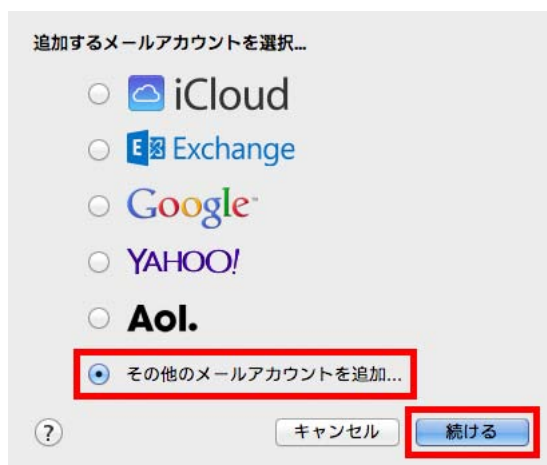 追加するメールアカウントを選択...
iCloud
E Exchange
Google™
YAHOO!
Aol.
その他のメールアカウントを追加...
? キャンセル 続ける